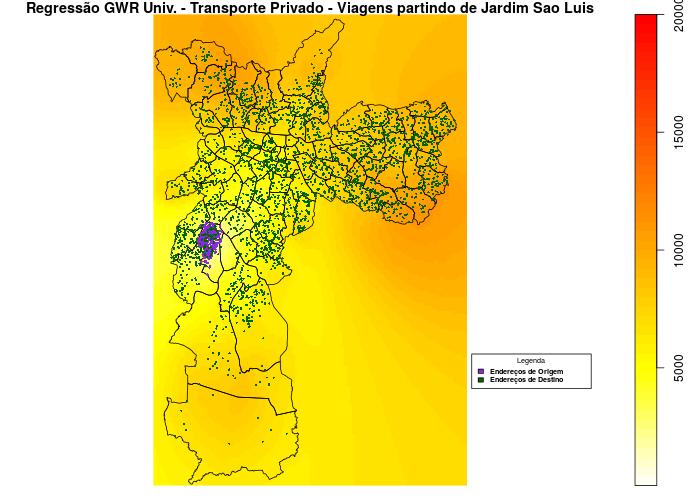 Regressão GWR Univ. - Transporte Privado - Viagens partindo de Jardim Sao Luis
20000
15000
10000
5000
Legenda
Endereços de Origem
Endereços de Destino